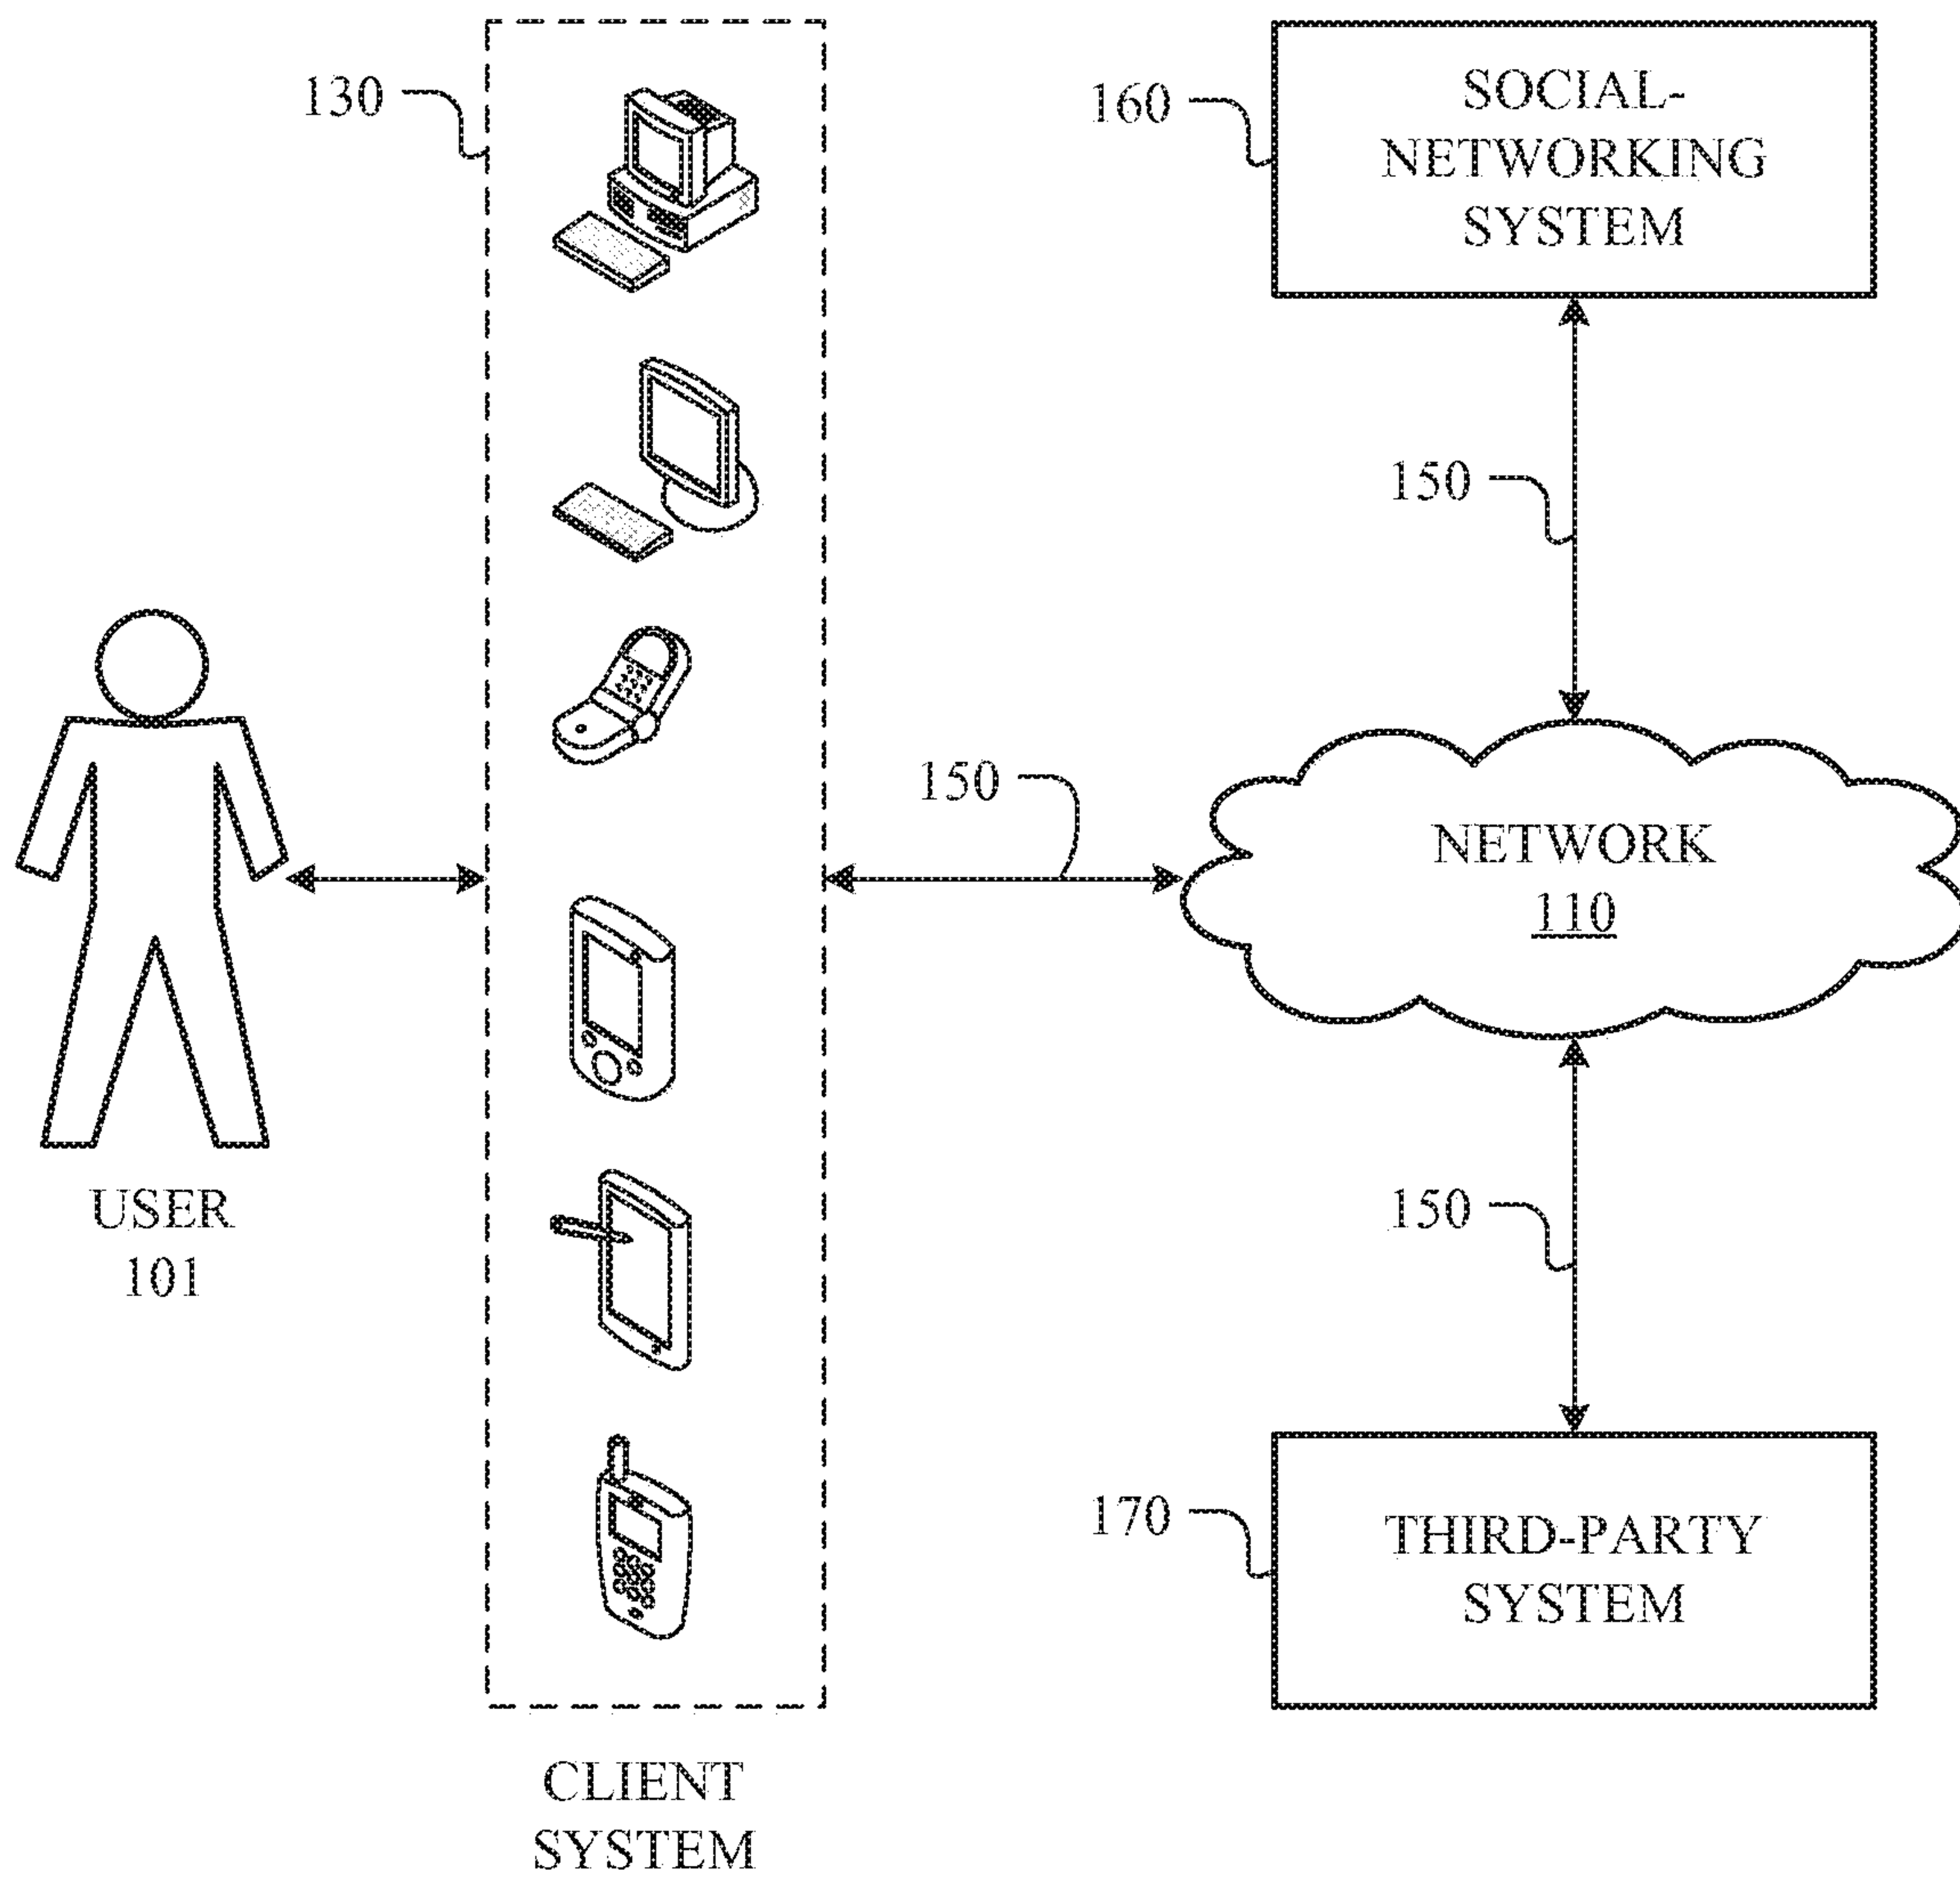 130
160
SOCIAL-
NETWORKING
SYSTEM
150
150
NETWORK
110
USER
101
150
170
THIRD-PARTY
SYSTEM
CLIENT
SYSTEM